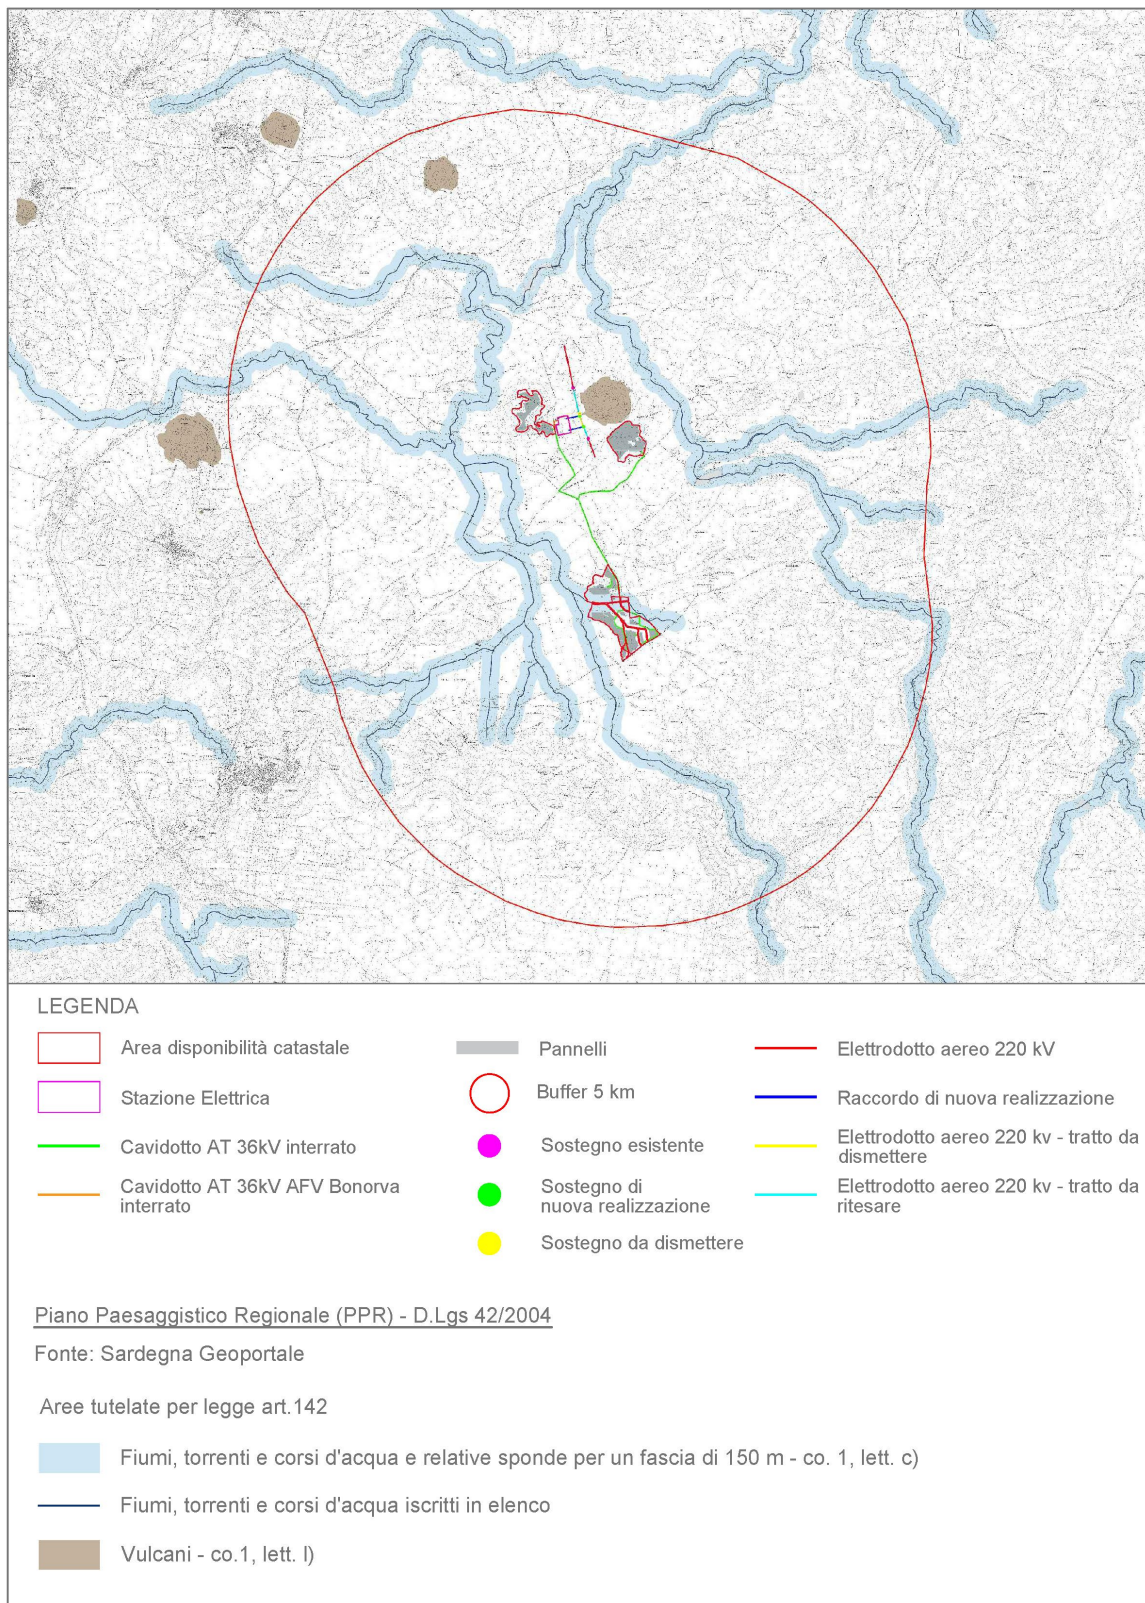 LEGENDA
Area disponibilità catastale
Stazione Elettrica
Cavidotto AT 36kV interrato
Cavidotto AT 36kV AFV Bonorva
interrato
Pannelli
Buffer 5 km
Sostegno esistente
Sostegno di
nuova realizzazione
Sostegno da dismettere
Elettrodotto aereo 220 kV
Raccordo di nuova realizzazione
Elettrodotto aereo 220 kv - tratto da
dismettere
Elettrodotto aereo 220 kv - tratto da
ritesare
Piano Paesaggistico Regionale (PPR) - D.Lgs 42/2004
Fonte: Sardegna Geoportale
Aree tutelate per legge art.142
Fiumi, torrenti e corsi d'acqua e relative sponde per un fascia di 150 m - co. 1, lett. c)
Fiumi, torrenti e corsi d'acqua iscritti in elenco
Vulcani - co.1, lett. l)